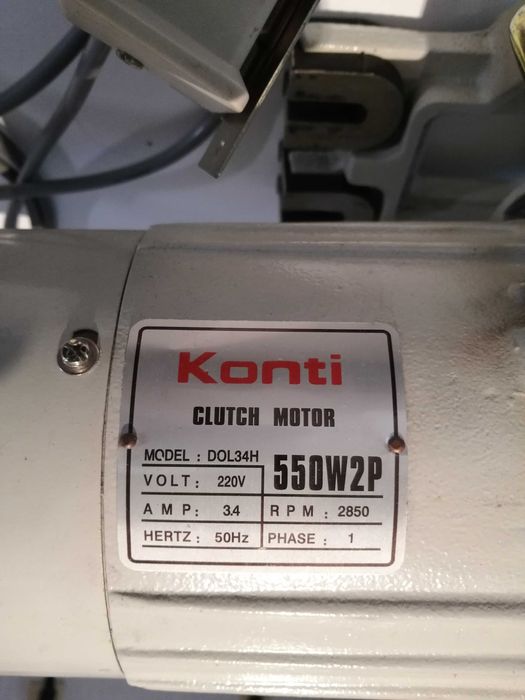 Konti
CLUTCH MOTOR
MODEL : DOL34H
550W2P
VOLT : 220V
AMP : 3.4
RPM : 2850
HERTZ : 50Hz
PHASE : 1